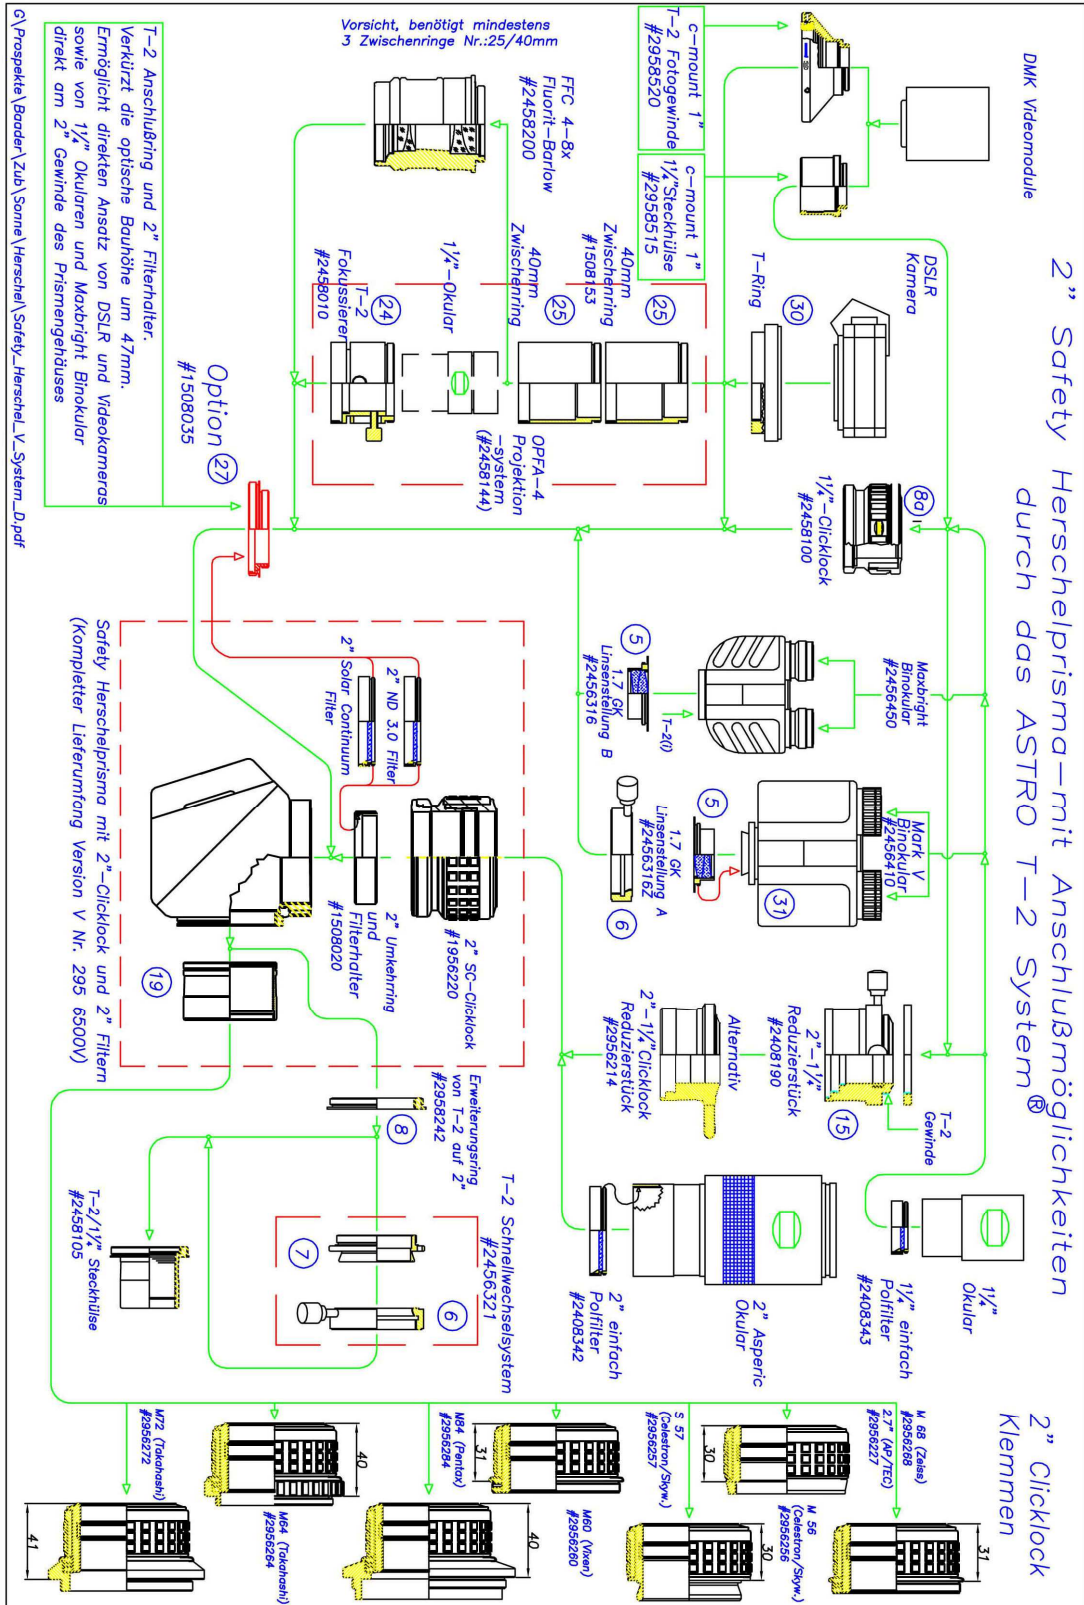 2” Safety Herschelprisma-mit Anschlußmöglichkeiten
durch das ASTRO T-2 System®
2” Clicklock
Klemmen
DMK Videomodule
c-mount 1”
T-2 Fotogewinde
#2958520
c-mount 1”
1¼”Steckhülse
#2958515
DSLR
Kamera
T-Ring
30
8a
1¼”-Clicklock
#2458100
Maxbright
Binokular
#2456450
5
1.7 GK
Linsenstellung B
#2456316
T-2(i)
Mark V
Binokular
#2456410
31
5
1.7 GK
Linsenstellung A
#2456316Z
6
T-2
Gewinde
15
2”-1¼”
Reduzierstück
#2408190
Alternativ
2”-1¼”Clicklock
Reduzierstück
#2956214
1¼”
Okular
1¼” einfach
Polfilter
#2408343
2” Asperic
Okular
2” einfach
Polfilter
#2408342
Vorsicht, benötigt mindestens
3 Zwischenringe Nr.:25/40mm
FFC 4-8x
Fluorit-Barlow
#2458200
40mm
Zwischenring
#1508153
25
40mm
Zwischenring
25
1¼”-Okular
T-2
Fokussierer
#2458010
24
OPFA-4
Projektion
-system
(#2458144)
Option 27
#1508035
T-2 Anschlußring und 2” Filterhalter.
Verkürzt die optische Bauhöhe um 47mm.
Ermöglicht direkten Ansatz von DSLR und Videokameras
sowie von 1¼” Okularen und Maxbright Binokular
direkt am 2” Gewinde des Prismengehäuses
2” ND 3.0 Filter
2” Solar Continuum
Filter
2” SC-Clicklock
#1956220
2” Umkehrring
und
Filterhalter
#1508020
19
Safety Herschelprisma mit 2”-Clicklock und 2” Filtern
(Kompletter Lieferumfang Version V Nr. 295 6500V)
Erweiterungsring
von T-2 auf 2”
#2958242
8
T-2 Schnellwechselsystem
#2456321
7
6
T-2/1¼” Steckhülse
#2458105
M 68 (Zeiss)
#2956268
2.7” (AP/TEC)
#2956227
31
M 56
(Celestron/Skyw.)
#2956256
30
S 57
(Celestron/Skyw.)
#2956257
30
M60 (Vixen)
#2956260
31
M84 (Pentax)
#2956284
40
M64 (Takahashi)
#2956264
40
M72 (Takahashi)
#2956272
41
G\Prospekte\Baader\Zub\Sonne\Herschel\Safety_Herschel_V_System_D.pdf